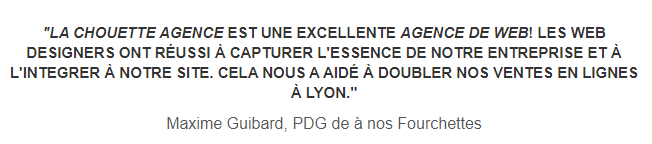 "LA CHOUETTE AGENCE EST UNE EXCELLENTE AGENCE DE WEB! LES WEB
DESIGNERS ONT RÉUSSI À CAPTURER L'ESSENCE DE NOTRE ENTREPRISE ET À
L'INTEGRER À NOTRE SITE. CELA NOUS A AIDÉ À DOUBLER NOS VENTES EN LIGNES
À LYON."
Maxime Guibard, PDG de à nos Fourchettes